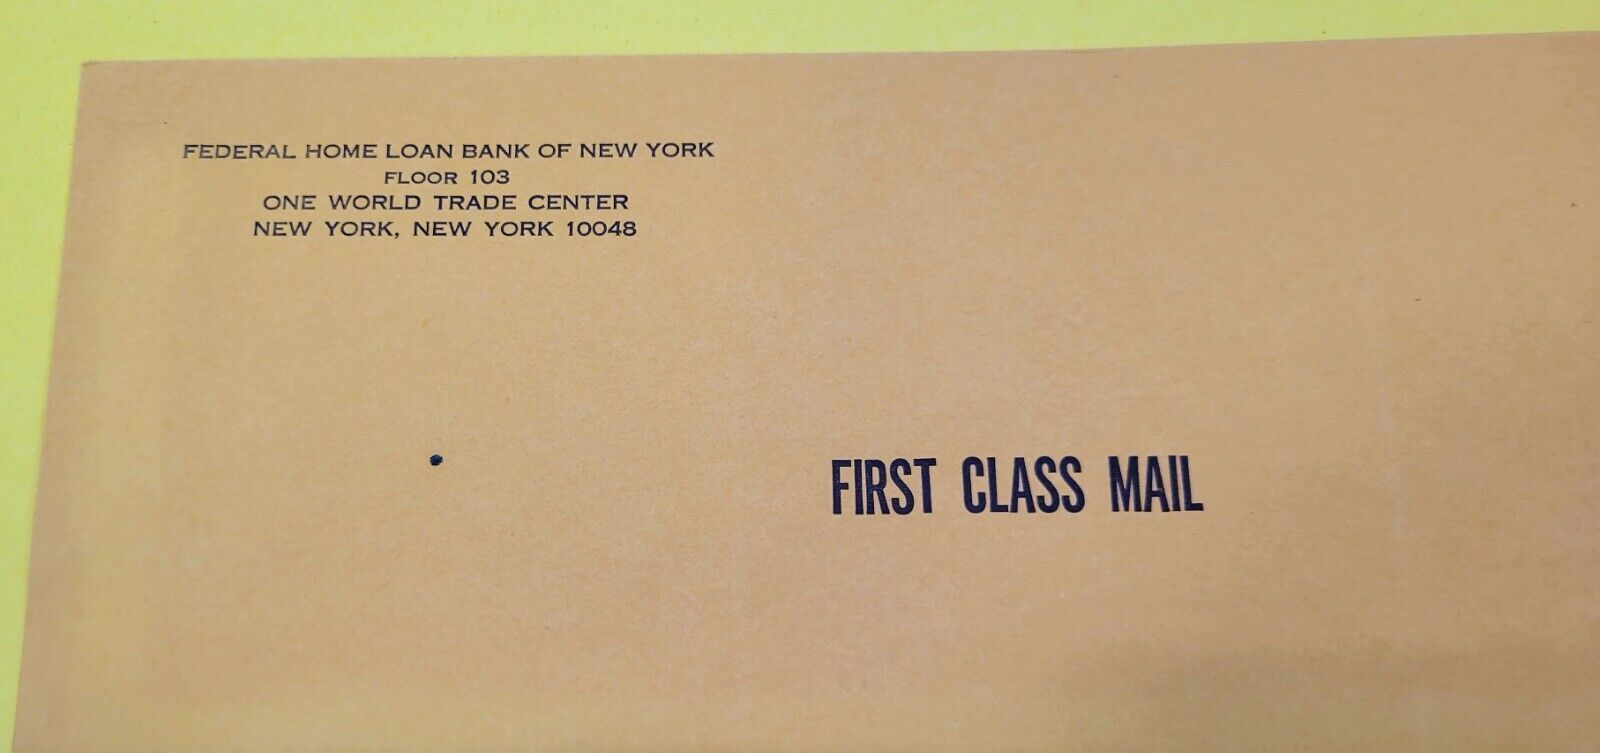 FEDERAL HOME LOAN BANK OF NEW YORK
FLOOR 103
ONE WORLD TRADE CENTER
NEW YORK, NEW YORK 10048
FIRST CLASS MAIL